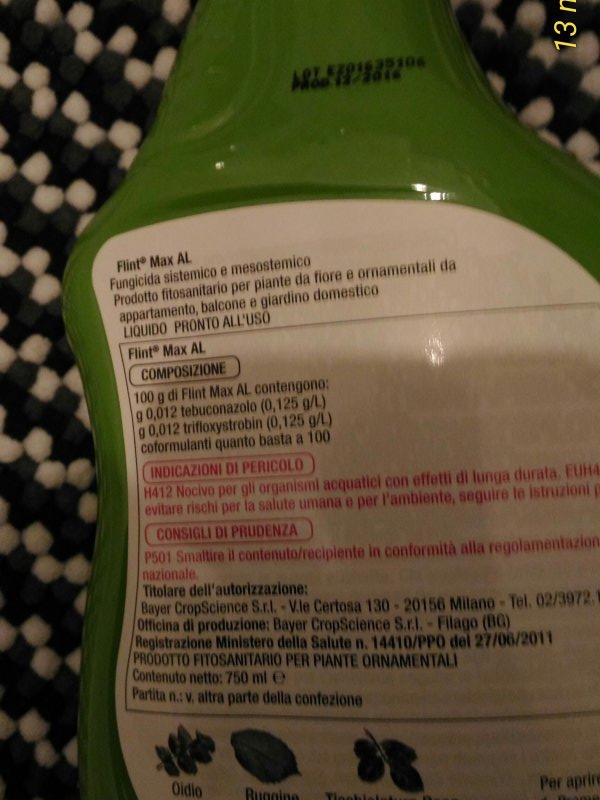 13
LOT EZ01635106
PROD.12/2016
Flint® Max AL
Fungicida sistemico e mesostemico
Prodotto fitosanitario per piante da fiore e ornamentali da
appartamento, balcone e giardino domestico
LIQUIDO PRONTO ALL'USO
Flint® Max AL
COMPOSIZIONE
100 g di Flint Max AL contengono:
g 0,012 tebuconazolo (0,125 g/L)
g 0,012 trifloxystrobin (0,125 g/L)
coformulanti quanto basta a 100
INDICAZIONI DI PERICOLO
H412 Nocivo per gli organismi acquatici con effetti di lunga durata. EUH4
evitare rischi per la salute umana e per l'ambiente, seguire le istruzioni p
CONSIGLI DI PRUDENZA
P501 Smaltire il contenuto/recipiente in conformità alla regolamentazion
nazionale.
Titolare dell'autorizzazione:
Bayer CropScience S.r.l. - V.le Certosa 130 - 20156 Milano - Tel. 02/3972.1
Officina di produzione: Bayer CropScience S.r.l. - Filago (BG)
Registrazione Ministero della Salute n. 14410/PPO del 27/06/2011
PRODOTTO FITOSANITARIO PER PIANTE ORNAMENTALI
Contenuto netto: 750 ml ℮
Partita n.: v. altra parte della confezione
Oidio
Ruggine
Per aprire